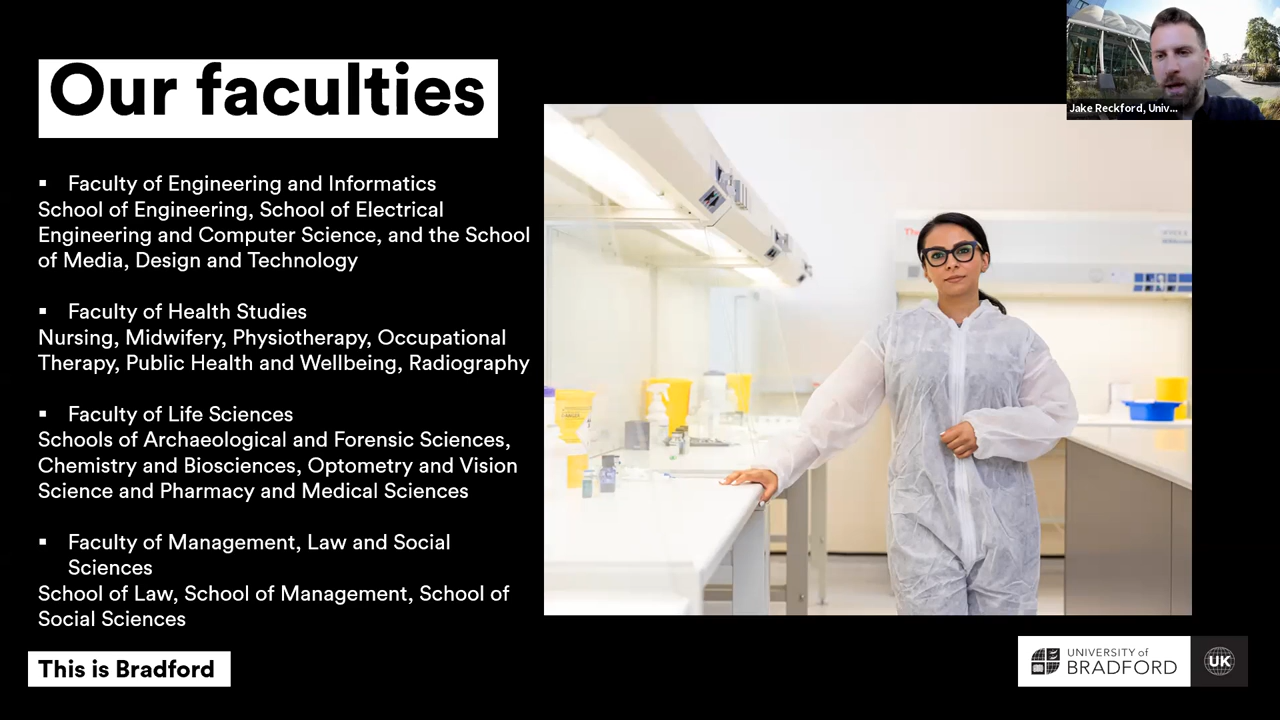 Our faculties
Jake Reckford, Univ...
▪ Faculty of Engineering and Informatics
School of Engineering, School of Electrical
Engineering and Computer Science, and the School
of Media, Design and Technology
▪ Faculty of Health Studies
Nursing, Midwifery, Physiotherapy, Occupational
Therapy, Public Health and Wellbeing, Radiography
▪ Faculty of Life Sciences
Schools of Archaeological and Forensic Sciences,
Chemistry and Biosciences, Optometry and Vision
Science and Pharmacy and Medical Sciences
▪ Faculty of Management, Law and Social
Sciences
School of Law, School of Management, School of
Social Sciences
This is Bradford
UNIVERSITY of
BRADFORD
UK